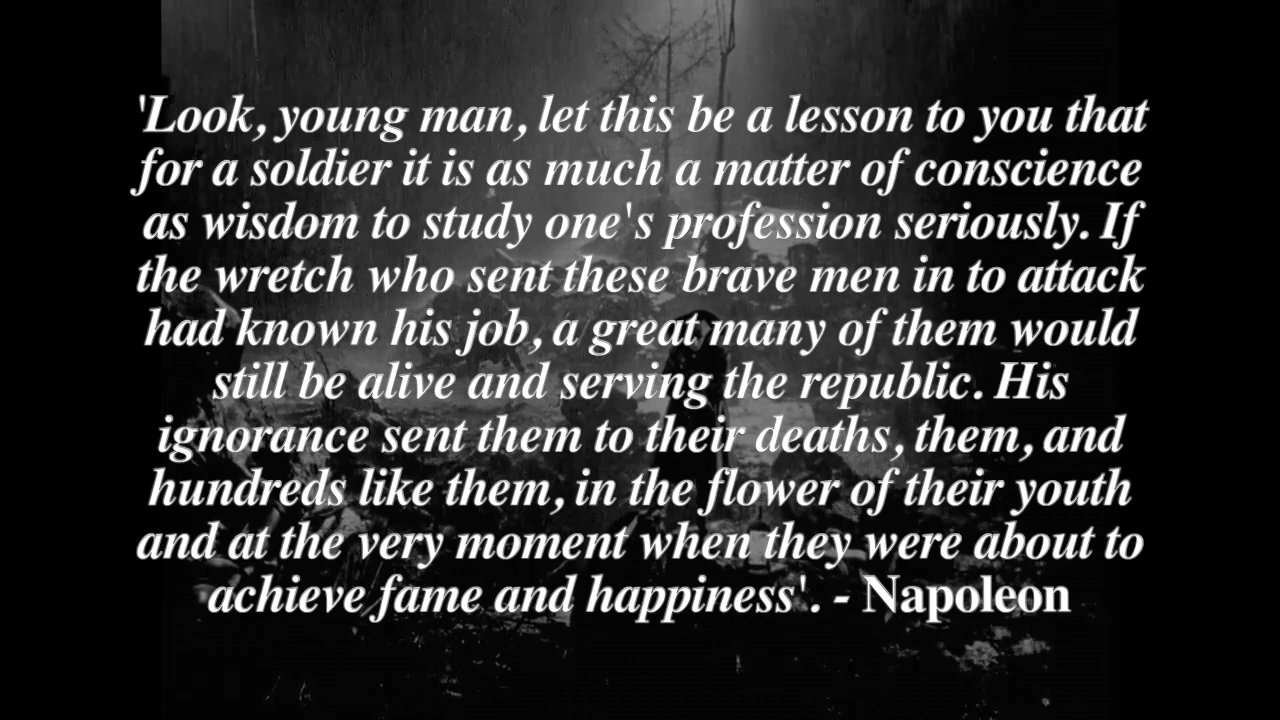 'Look, young man, let this be a lesson to you that
for a soldier it is as much a matter of conscience
as wisdom to study one's profession seriously. If
the wretch who sent these brave men in to attack
had known his job, a great many of them would
still be alive and serving the republic. His
ignorance sent them to their deaths, them, and
hundreds like them, in the flower of their youth
and at the very moment when they were about to
achieve fame and happiness'. - Napoleon